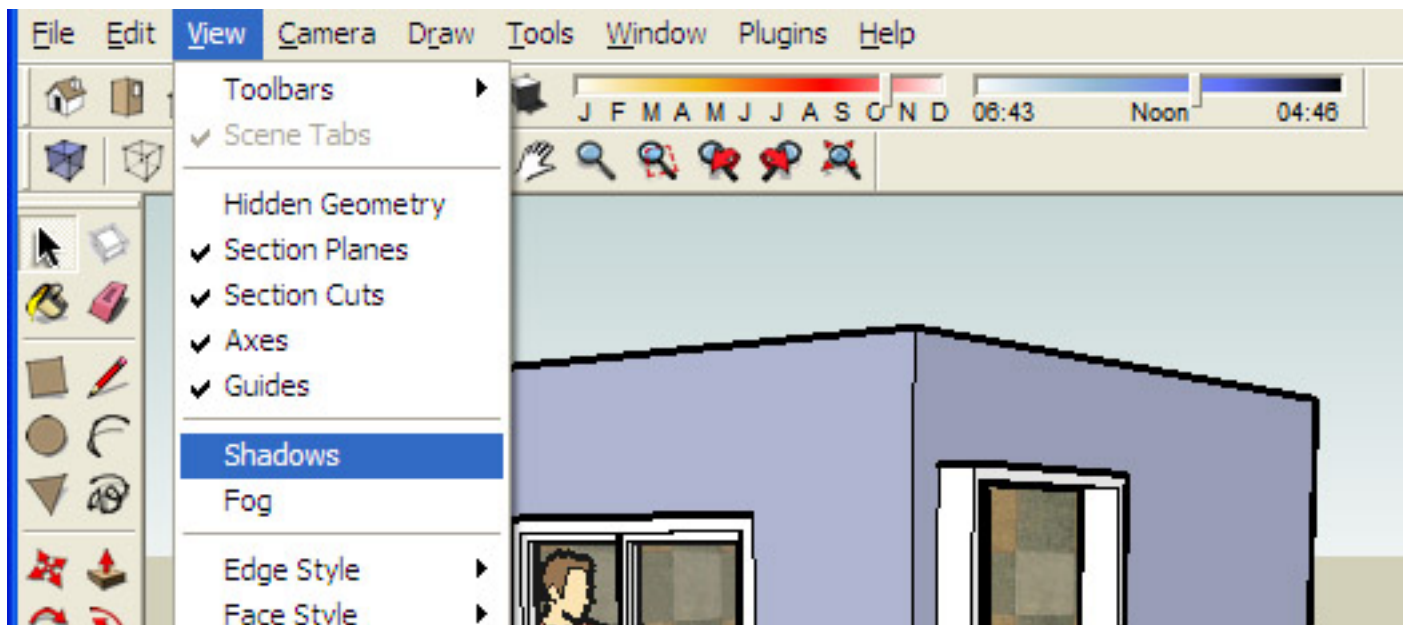 File Edit View Camera Draw Tools Window Plugins Help
Toolbars
J F M A M J J A S O N D 06:43 Noon 04:46
Scene Tabs
Hidden Geometry
Section Planes
Section Cuts
Axes
Guides
Shadows
Fog
Edge Style
Face Style